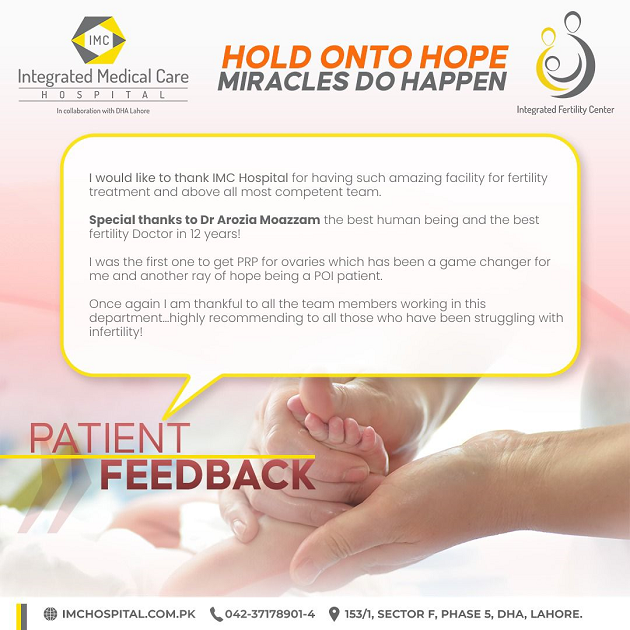 IMC
Integrated Medical Care
HOSPITAL
In collaboration with DHA Lahore
HOLD ONTO HOPE
MIRACLES DO HAPPEN
Integrated Fertility Center
I would like to thank IMC Hospital for having such amazing facility for fertility
treatment and above all most competent team.
Special thanks to Dr Arozia Moazzam the best human being and the best
fertility Doctor in 12 years!
I was the first one to get PRP for ovaries which has been a game changer for
me and another ray of hope being a POI patient.
Once again I am thankful to all the team members working in this
department...highly recommending to all those who have been struggling with
infertility!
PATIENT
FEEDBACK
IMCHOSPITAL.COM.PK 042-37178901-4 153/1, SECTOR F, PHASE 5, DHA, LAHORE.